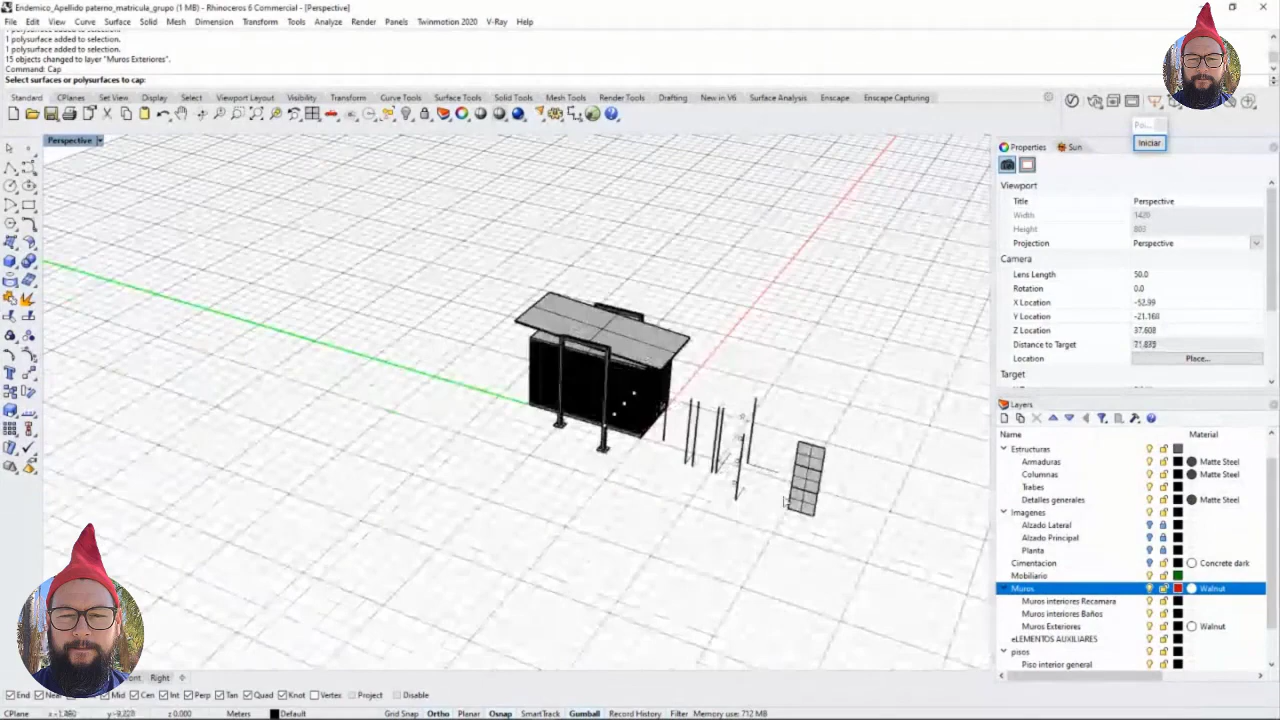 Endemico_Apellido paterno_matricula_grupo (1 MB) - Rhinoceros 6 Commercial - [Perspective]
File Edit View Curve Surface Solid Mesh Dimension Transform Tools Analyze Render Panels Twinmotion 2020 V-Ray Help
1 polysurface added to selection.
1 polysurface added to selection.
15 objects changed to layer "Muros Exteriores".
Command: Cap
Select surfaces or polysurfaces to cap:
Standard CPlanes Set View Display Select Viewport Layout Visibility Transform Curve Tools Surface Tools Solid Tools Mesh Tools Render Tools Drafting New in V6 Surface Analysis Enscape Enscape Capturing
Iniciar
Perspective
Properties Sun
Viewport
Title Perspective
Width 1420
Height
Projection Perspective
Camera
Lens Length 50.0
Rotation 0.0
X Location -52.99
Y Location -21.168
Z Location 37.608
Distance to Target 71.835
Location Place...
Target
Layers
Name Material
Estructuras
Armaduras Matte Steel
Columnas Matte Steel
Trabes
Detalles generales Matte Steel
Imagenes
Alzado Lateral
Alzado Principal
Planta
Cimentacion Concrete dark
Mobiliario
Muros Walnut
Muros interiores Recamara
Muros interiores Baños
Muros Exteriores Walnut
eLEMENTOS AUXILIARES
pisos
Piso interior general
Right
End Near Mid Cen Int Perp Tan Quad Knot Vertex Project Disable
CPlane z 0.000 Meters Default Grid Snap Ortho Planar Osnap SmartTrack Gumball Record History Filter Memory use: 712 MB